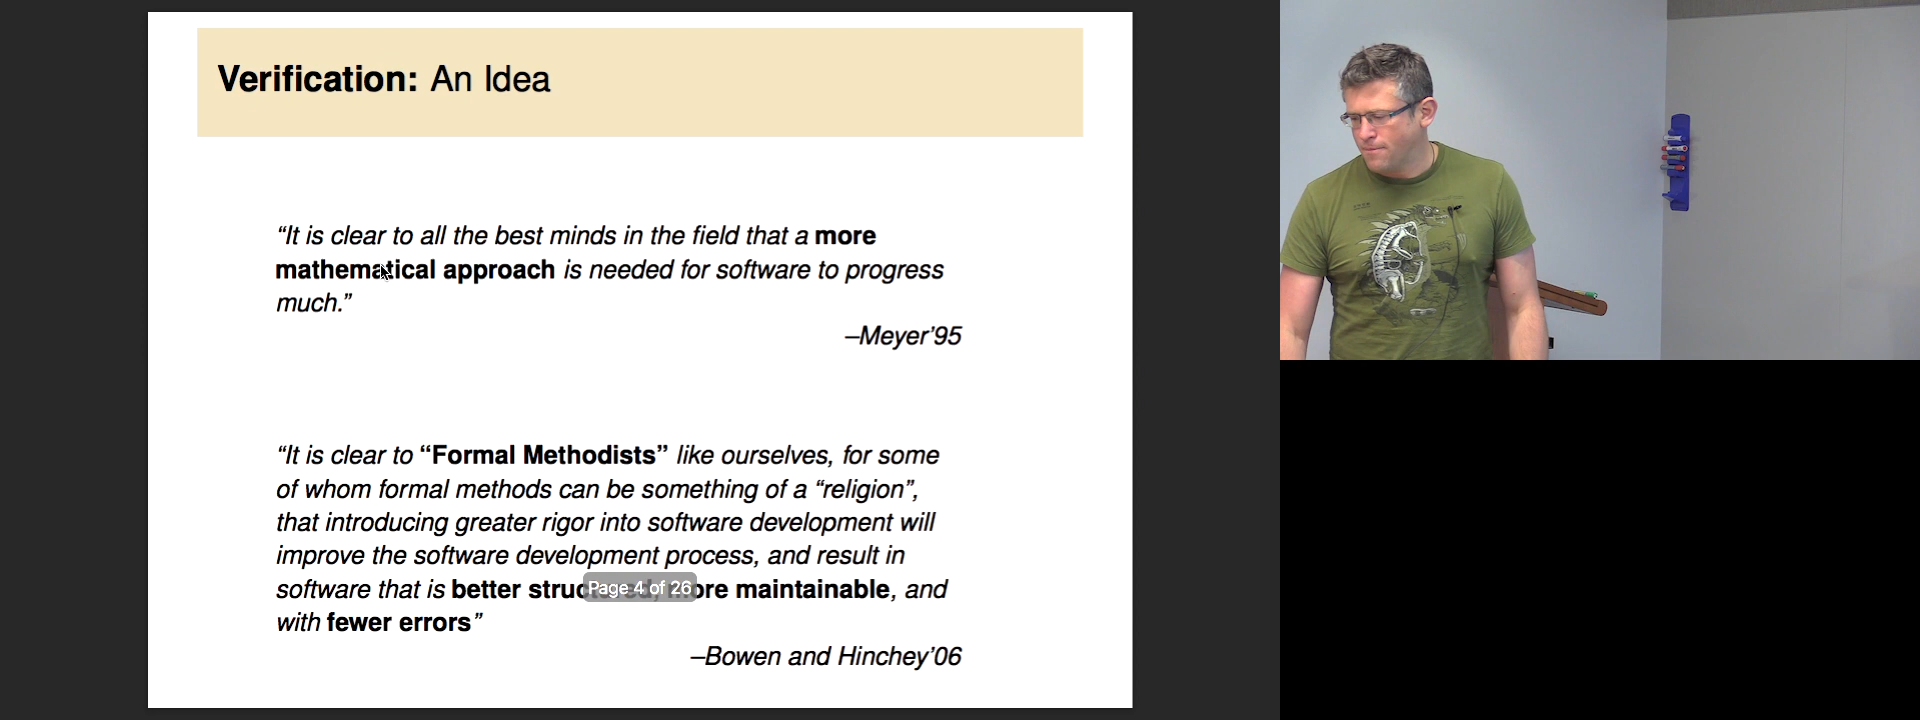 Verification: An Idea
“It is clear to all the best minds in the field that a more
mathematical approach is needed for software to progress
much.”
–Meyer’95
“It is clear to “Formal Methodists” like ourselves, for some
of whom formal methods can be something of a “religion”,
that introducing greater rigor into software development will
improve the software development process, and result in
software that is better structured, more maintainable, and
Page 4 of 26
with fewer errors”
–Bowen and Hinchey’06